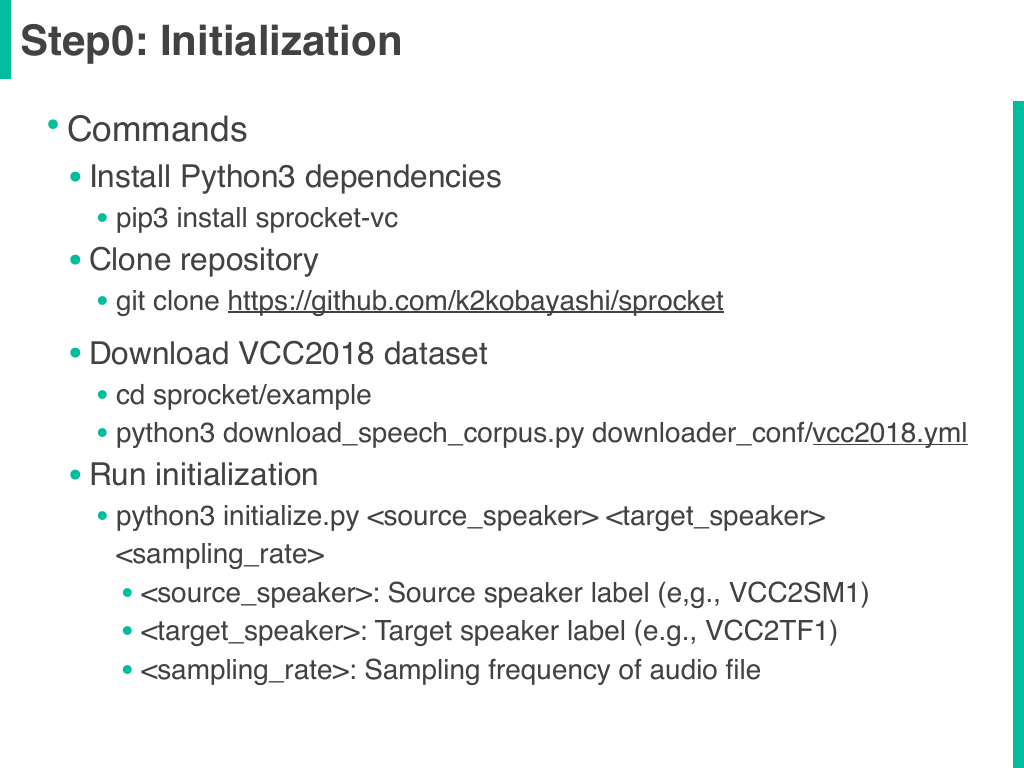 Step0: Initialization
• Commands
• Install Python3 dependencies
• pip3 install sprocket-vc
• Clone repository
• git clone https://github.com/k2kobayashi/sprocket
• Download VCC2018 dataset
• cd sprocket/example
• python3 download_speech_corpus.py downloader_conf/vcc2018.yml
• Run initialization
• python3 initialize.py <source_speaker> <target_speaker>
<sampling_rate>
• <source_speaker>: Source speaker label (e,g., VCC2SM1)
• <target_speaker>: Target speaker label (e.g., VCC2TF1)
• <sampling_rate>: Sampling frequency of audio file